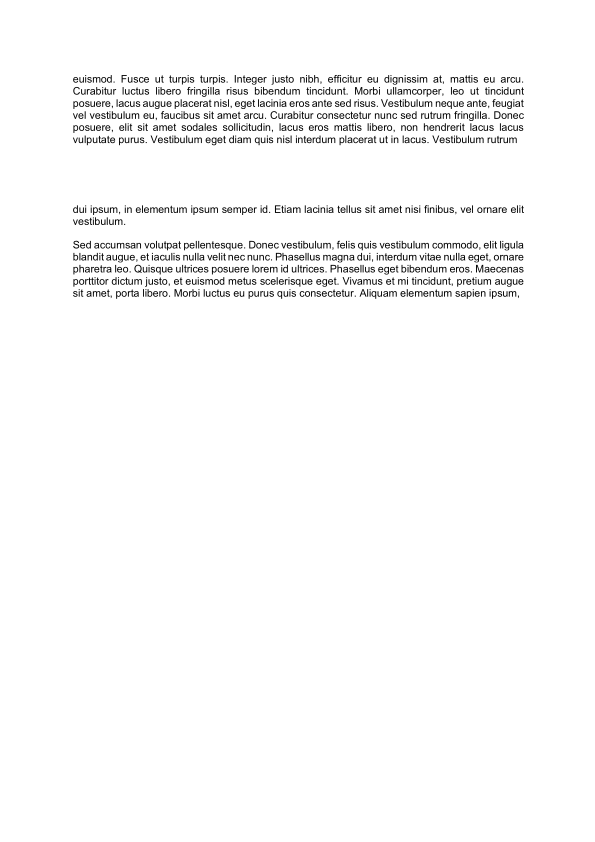 euismod. Fusce ut turpis turpis. Integer justo nibh, efficitur eu dignissim at, mattis eu arcu.
Curabitur luctus libero fringilla risus bibendum tincidunt. Morbi ullamcorper, leo ut tincidunt
posuere, lacus augue placerat nisl, eget lacinia eros ante sed risus. Vestibulum neque ante, feugiat
vel vestibulum eu, faucibus sit amet arcu. Curabitur consectetur nunc sed rutrum fringilla. Donec
posuere, elit sit amet sodales sollicitudin, lacus eros mattis libero, non hendrerit lacus lacus
vulputate purus. Vestibulum eget diam quis nisl interdum placerat ut in lacus. Vestibulum rutrum
dui ipsum, in elementum ipsum semper id. Etiam lacinia tellus sit amet nisi finibus, vel ornare elit
vestibulum.
Sed accumsan volutpat pellentesque. Donec vestibulum, felis quis vestibulum commodo, elit ligula
blandit augue, et iaculis nulla velit nec nunc. Phasellus magna dui, interdum vitae nulla eget, ornare
pharetra leo. Quisque ultrices posuere lorem id ultrices. Phasellus eget bibendum eros. Maecenas
porttitor dictum justo, et euismod metus scelerisque eget. Vivamus et mi tincidunt, pretium augue
sit amet, porta libero. Morbi luctus eu purus quis consectetur. Aliquam elementum sapien ipsum,